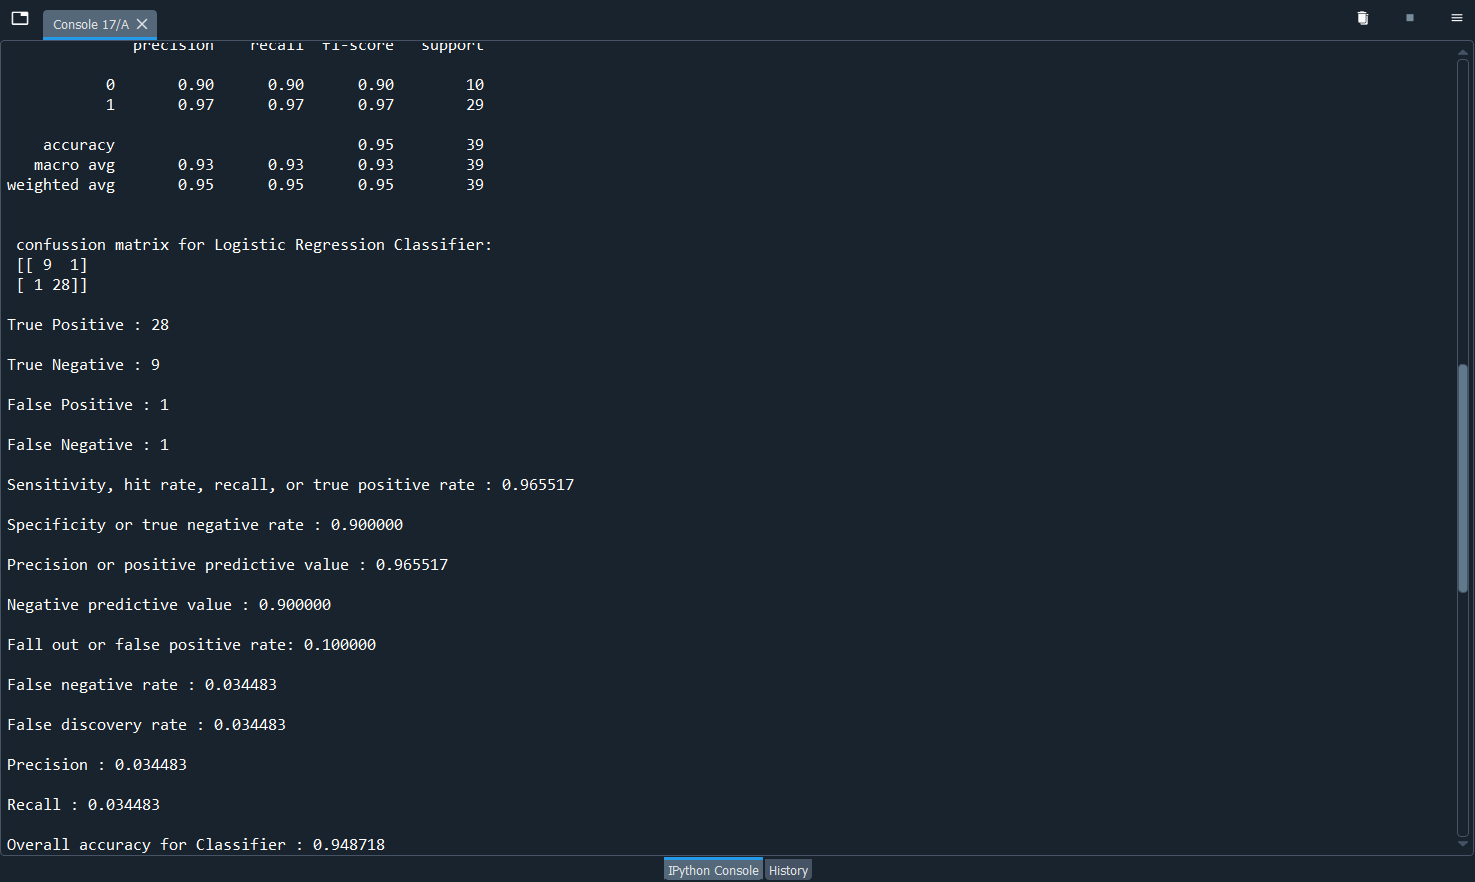 Console 17/A
precision recall f1-score support
0 0.90 0.90 0.90 10
1 0.97 0.97 0.97 29
accuracy 0.95 39
macro avg 0.93 0.93 0.93 39
weighted avg 0.95 0.95 0.95 39
confussion matrix for Logistic Regression Classifier:
[[ 9  1]
[ 1 28]]
True Positive : 28
True Negative : 9
False Positive : 1
False Negative : 1
Sensitivity, hit rate, recall, or true positive rate : 0.965517
Specificity or true negative rate : 0.900000
Precision or positive predictive value : 0.965517
Negative predictive value : 0.900000
Fall out or false positive rate: 0.100000
False negative rate : 0.034483
False discovery rate : 0.034483
Precision : 0.034483
Recall : 0.034483
Overall accuracy for Classifier : 0.948718
IPython Console History